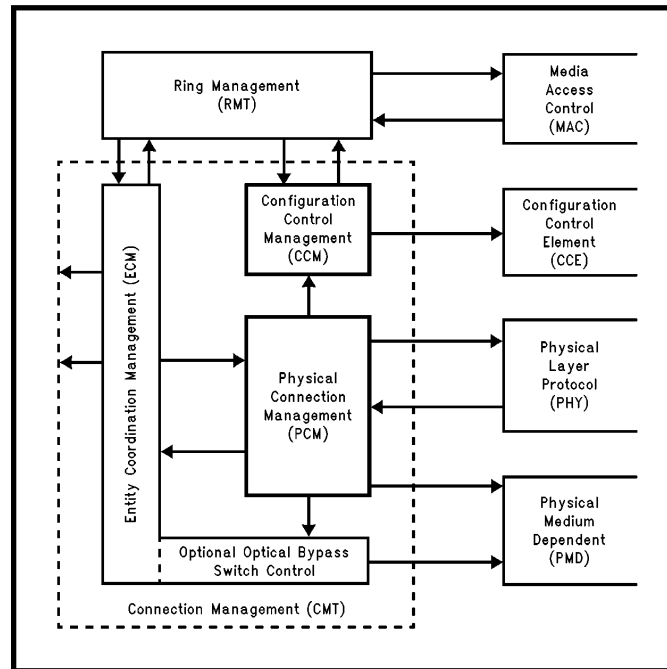 Ring Management
(RMT)
Media
Access
Control
(MAC)
Entity Coordination Management (ECM)
Configuration
Control
Management
(CCM)
Configuration
Control
Element
(CCE)
Physical
Connection
Management
(PCM)
Physical
Layer
Protocol
(PHY)
Physical
Medium
Dependent
(PMD)
Optional Optical Bypass
Switch Control
Connection Management (CMT)